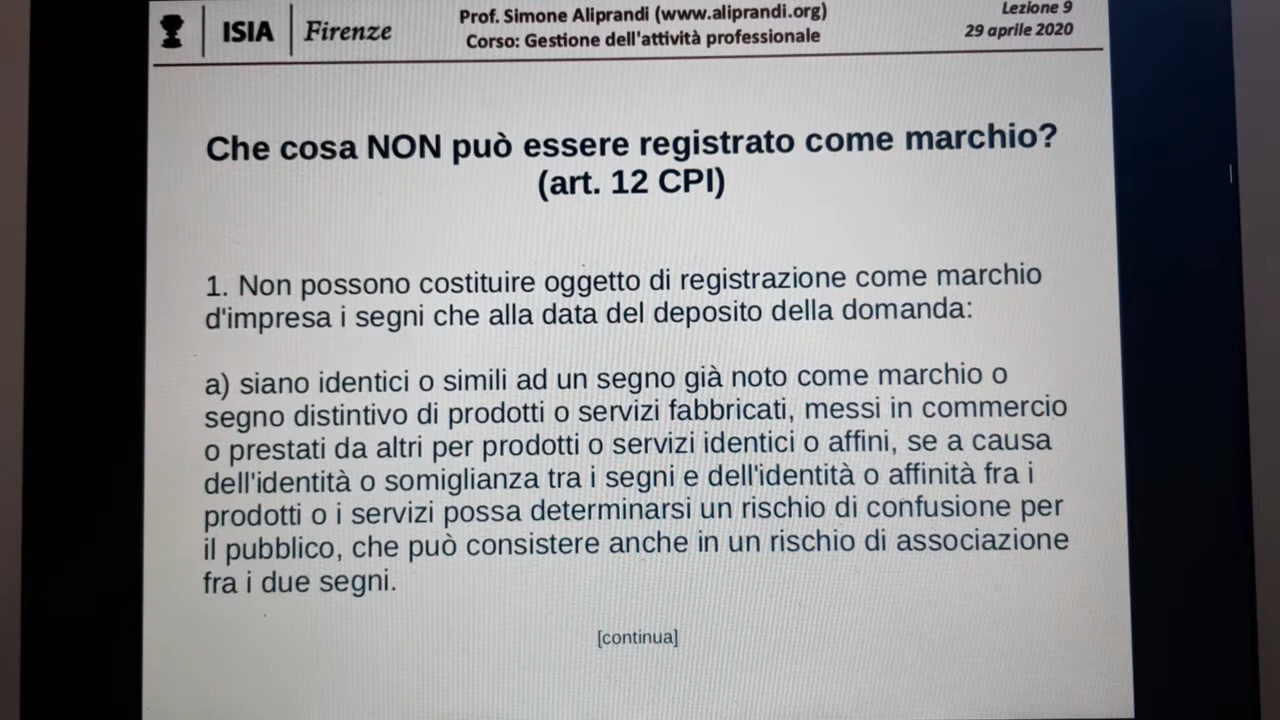 ISIA Firenze
Prof. Simone Aliprandi (www.aliprandi.org)
Corso: Gestione dell'attività professionale
Lezione 9
29 aprile 2020
Che cosa NON può essere registrato come marchio?
(art. 12 CPI)
1. Non possono costituire oggetto di registrazione come marchio
d'impresa i segni che alla data del deposito della domanda:
a) siano identici o simili ad un segno già noto come marchio o
segno distintivo di prodotti o servizi fabbricati, messi in commercio
o prestati da altri per prodotti o servizi identici o affini, se a causa
dell'identità o somiglianza tra i segni e dell'identità o affinità fra i
prodotti o i servizi possa determinarsi un rischio di confusione per
il pubblico, che può consistere anche in un rischio di associazione
fra i due segni.
[continua]